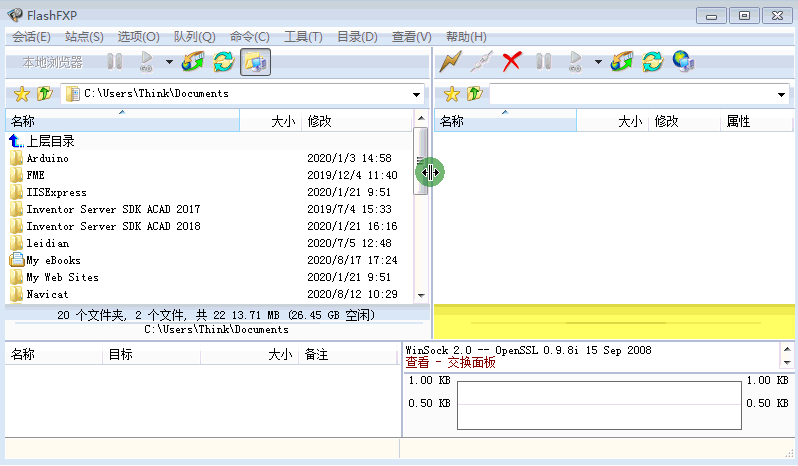 FlashFXP
会话(E) 站点(S) 选项(O) 队列(Q) 命令(C) 工具(T) 目录(D) 查看(V) 帮助(H)
本地浏览器
C:\Users\Think\Documents
名称 大小 修改
上层目录
Arduino 2020/1/3 14:58
FME 2019/12/4 11:40
IISExpress 2020/1/21 9:51
Inventor Server SDK ACAD 2017 2019/7/4 15:33
Inventor Server SDK ACAD 2018 2020/1/21 16:16
leidian 2020/7/5 12:48
My eBooks 2020/8/17 17:24
My Web Sites 2020/1/21 9:51
Navicat 2020/8/12 10:29
20 个文件夹, 2 个文件, 共 22 13.71 MB (26.45 GB 空闲)
C:\Users\Think\Documents
名称 大小 修改 属性
名称 目标 大小 备注
WinSock 2.0 -- OpenSSL 0.9.8i 15 Sep 2008
查看 - 交换面板
1.00 KB 1.00 KB
0.50 KB 0.50 KB